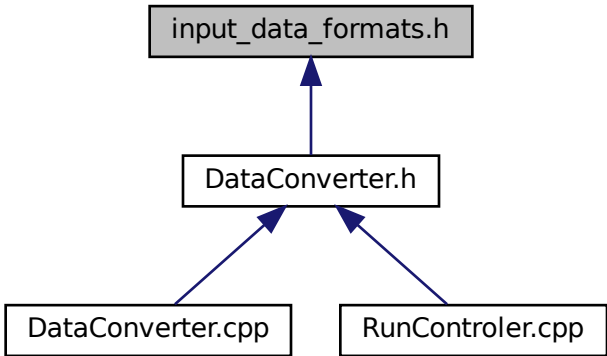 input_data_formats.h
DataConverter.h
DataConverter.cpp
RunControler.cpp